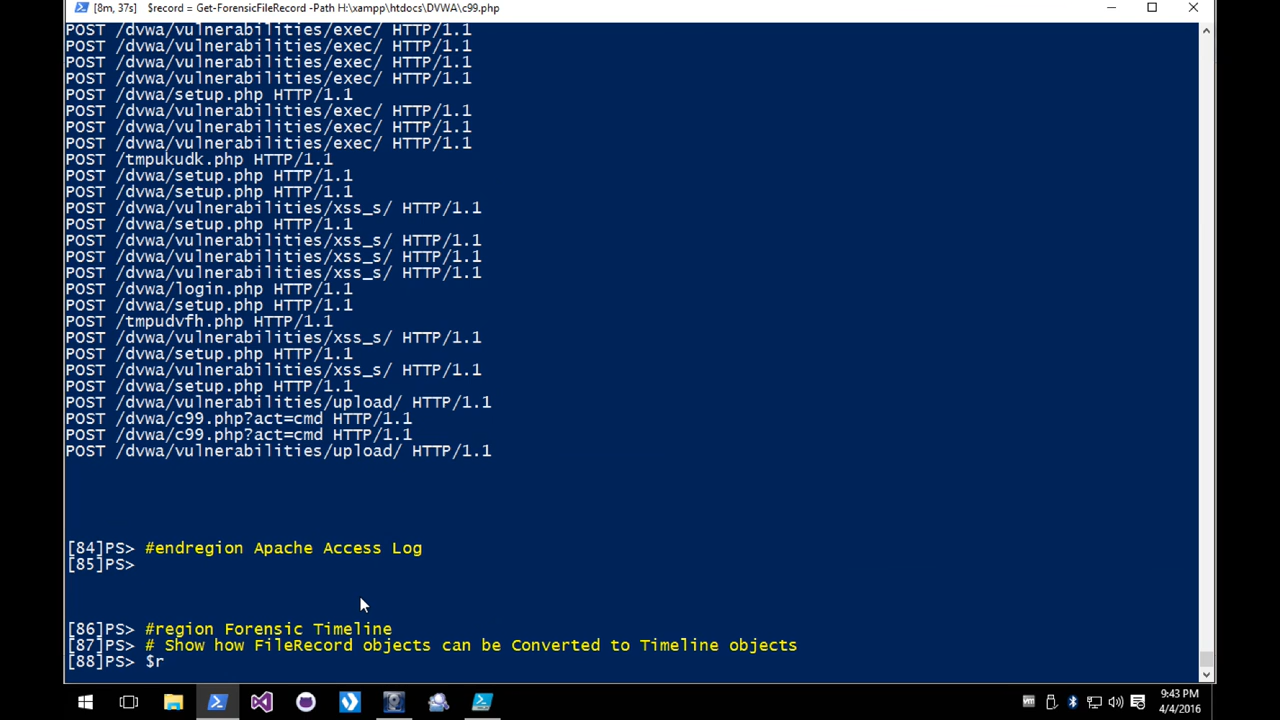 [8m, 37s] $record = Get-ForensicFileRecord -Path H:\xampp\htdocs\DVWA\c99.php
POST /dvwa/vulnerabilities/exec/ HTTP/1.1
POST /dvwa/vulnerabilities/exec/ HTTP/1.1
POST /dvwa/vulnerabilities/exec/ HTTP/1.1
POST /dvwa/vulnerabilities/exec/ HTTP/1.1
POST /dvwa/setup.php HTTP/1.1
POST /dvwa/vulnerabilities/exec/ HTTP/1.1
POST /dvwa/vulnerabilities/exec/ HTTP/1.1
POST /dvwa/vulnerabilities/exec/ HTTP/1.1
POST /tmpukudk.php HTTP/1.1
POST /dvwa/setup.php HTTP/1.1
POST /dvwa/setup.php HTTP/1.1
POST /dvwa/vulnerabilities/xss_s/ HTTP/1.1
POST /dvwa/setup.php HTTP/1.1
POST /dvwa/vulnerabilities/xss_s/ HTTP/1.1
POST /dvwa/vulnerabilities/xss_s/ HTTP/1.1
POST /dvwa/vulnerabilities/xss_s/ HTTP/1.1
POST /dvwa/login.php HTTP/1.1
POST /dvwa/setup.php HTTP/1.1
POST /tmpudvfh.php HTTP/1.1
POST /dvwa/vulnerabilities/xss_s/ HTTP/1.1
POST /dvwa/setup.php HTTP/1.1
POST /dvwa/vulnerabilities/xss_s/ HTTP/1.1
POST /dvwa/setup.php HTTP/1.1
POST /dvwa/vulnerabilities/upload/ HTTP/1.1
POST /dvwa/c99.php?act=cmd HTTP/1.1
POST /dvwa/c99.php?act=cmd HTTP/1.1
POST /dvwa/vulnerabilities/upload/ HTTP/1.1
[84]PS> #endregion Apache Access Log
[85]PS>
[86]PS> #region Forensic Timeline
[87]PS> # Show how FileRecord objects can be Converted to Timeline objects
[88]PS> $r
vm
9:43 PM
4/4/2016